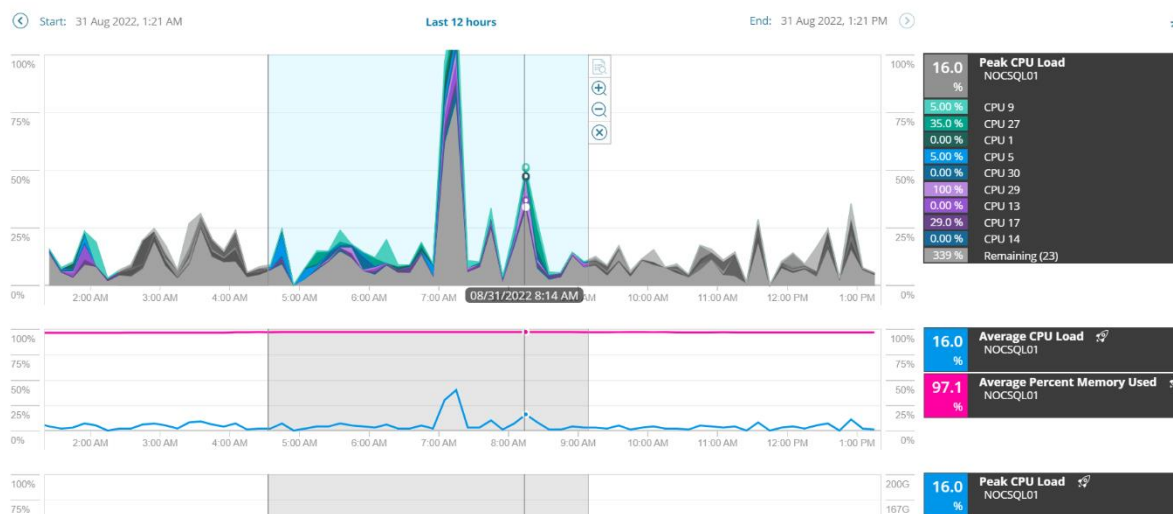 Start: 31 Aug 2022, 1:21 AM
Last 12 hours
End: 31 Aug 2022, 1:21 PM
100%
75%
50%
25%
0%
100%
75%
50%
25%
0%
2:00 AM 3:00 AM 4:00 AM 5:00 AM 6:00 AM 7:00 AM 08/31/2022 8:14 AM AM 10:00 AM 11:00 AM 12:00 PM 1:00 PM
16.0 %
Peak CPU Load
NOCSQL01
5.00 % CPU 9
35.0 % CPU 27
0.00 % CPU 1
5.00 % CPU 5
0.00 % CPU 30
100 % CPU 29
0.00 % CPU 13
29.0 % CPU 17
0.00 % CPU 14
339 % Remaining (23)
100%
75%
50%
25%
0%
100%
75%
50%
25%
0%
2:00 AM 3:00 AM 4:00 AM 5:00 AM 6:00 AM 7:00 AM 8:00 AM 9:00 AM 10:00 AM 11:00 AM 12:00 PM 1:00 PM
16.0 %
Average CPU Load
NOCSQL01
97.1 %
Average Percent Memory Used
NOCSQL01
100%
75%
200G
167G
16.0 %
Peak CPU Load
NOCSQL01